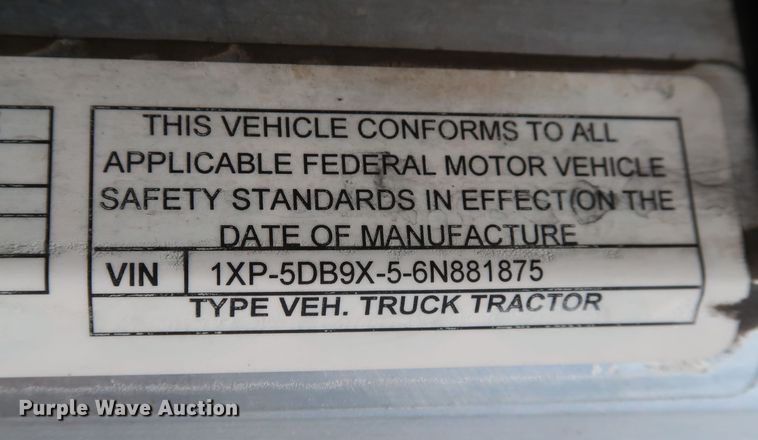 THIS VEHICLE CONFORMS TO ALL
APPLICABLE FEDERAL MOTOR VEHICLE
SAFETY STANDARDS IN EFFECT ON THE
DATE OF MANUFACTURE
VIN 1XP-5DB9X-5-6N881875
TYPE VEH. TRUCK TRACTOR
Purple Wave Auction